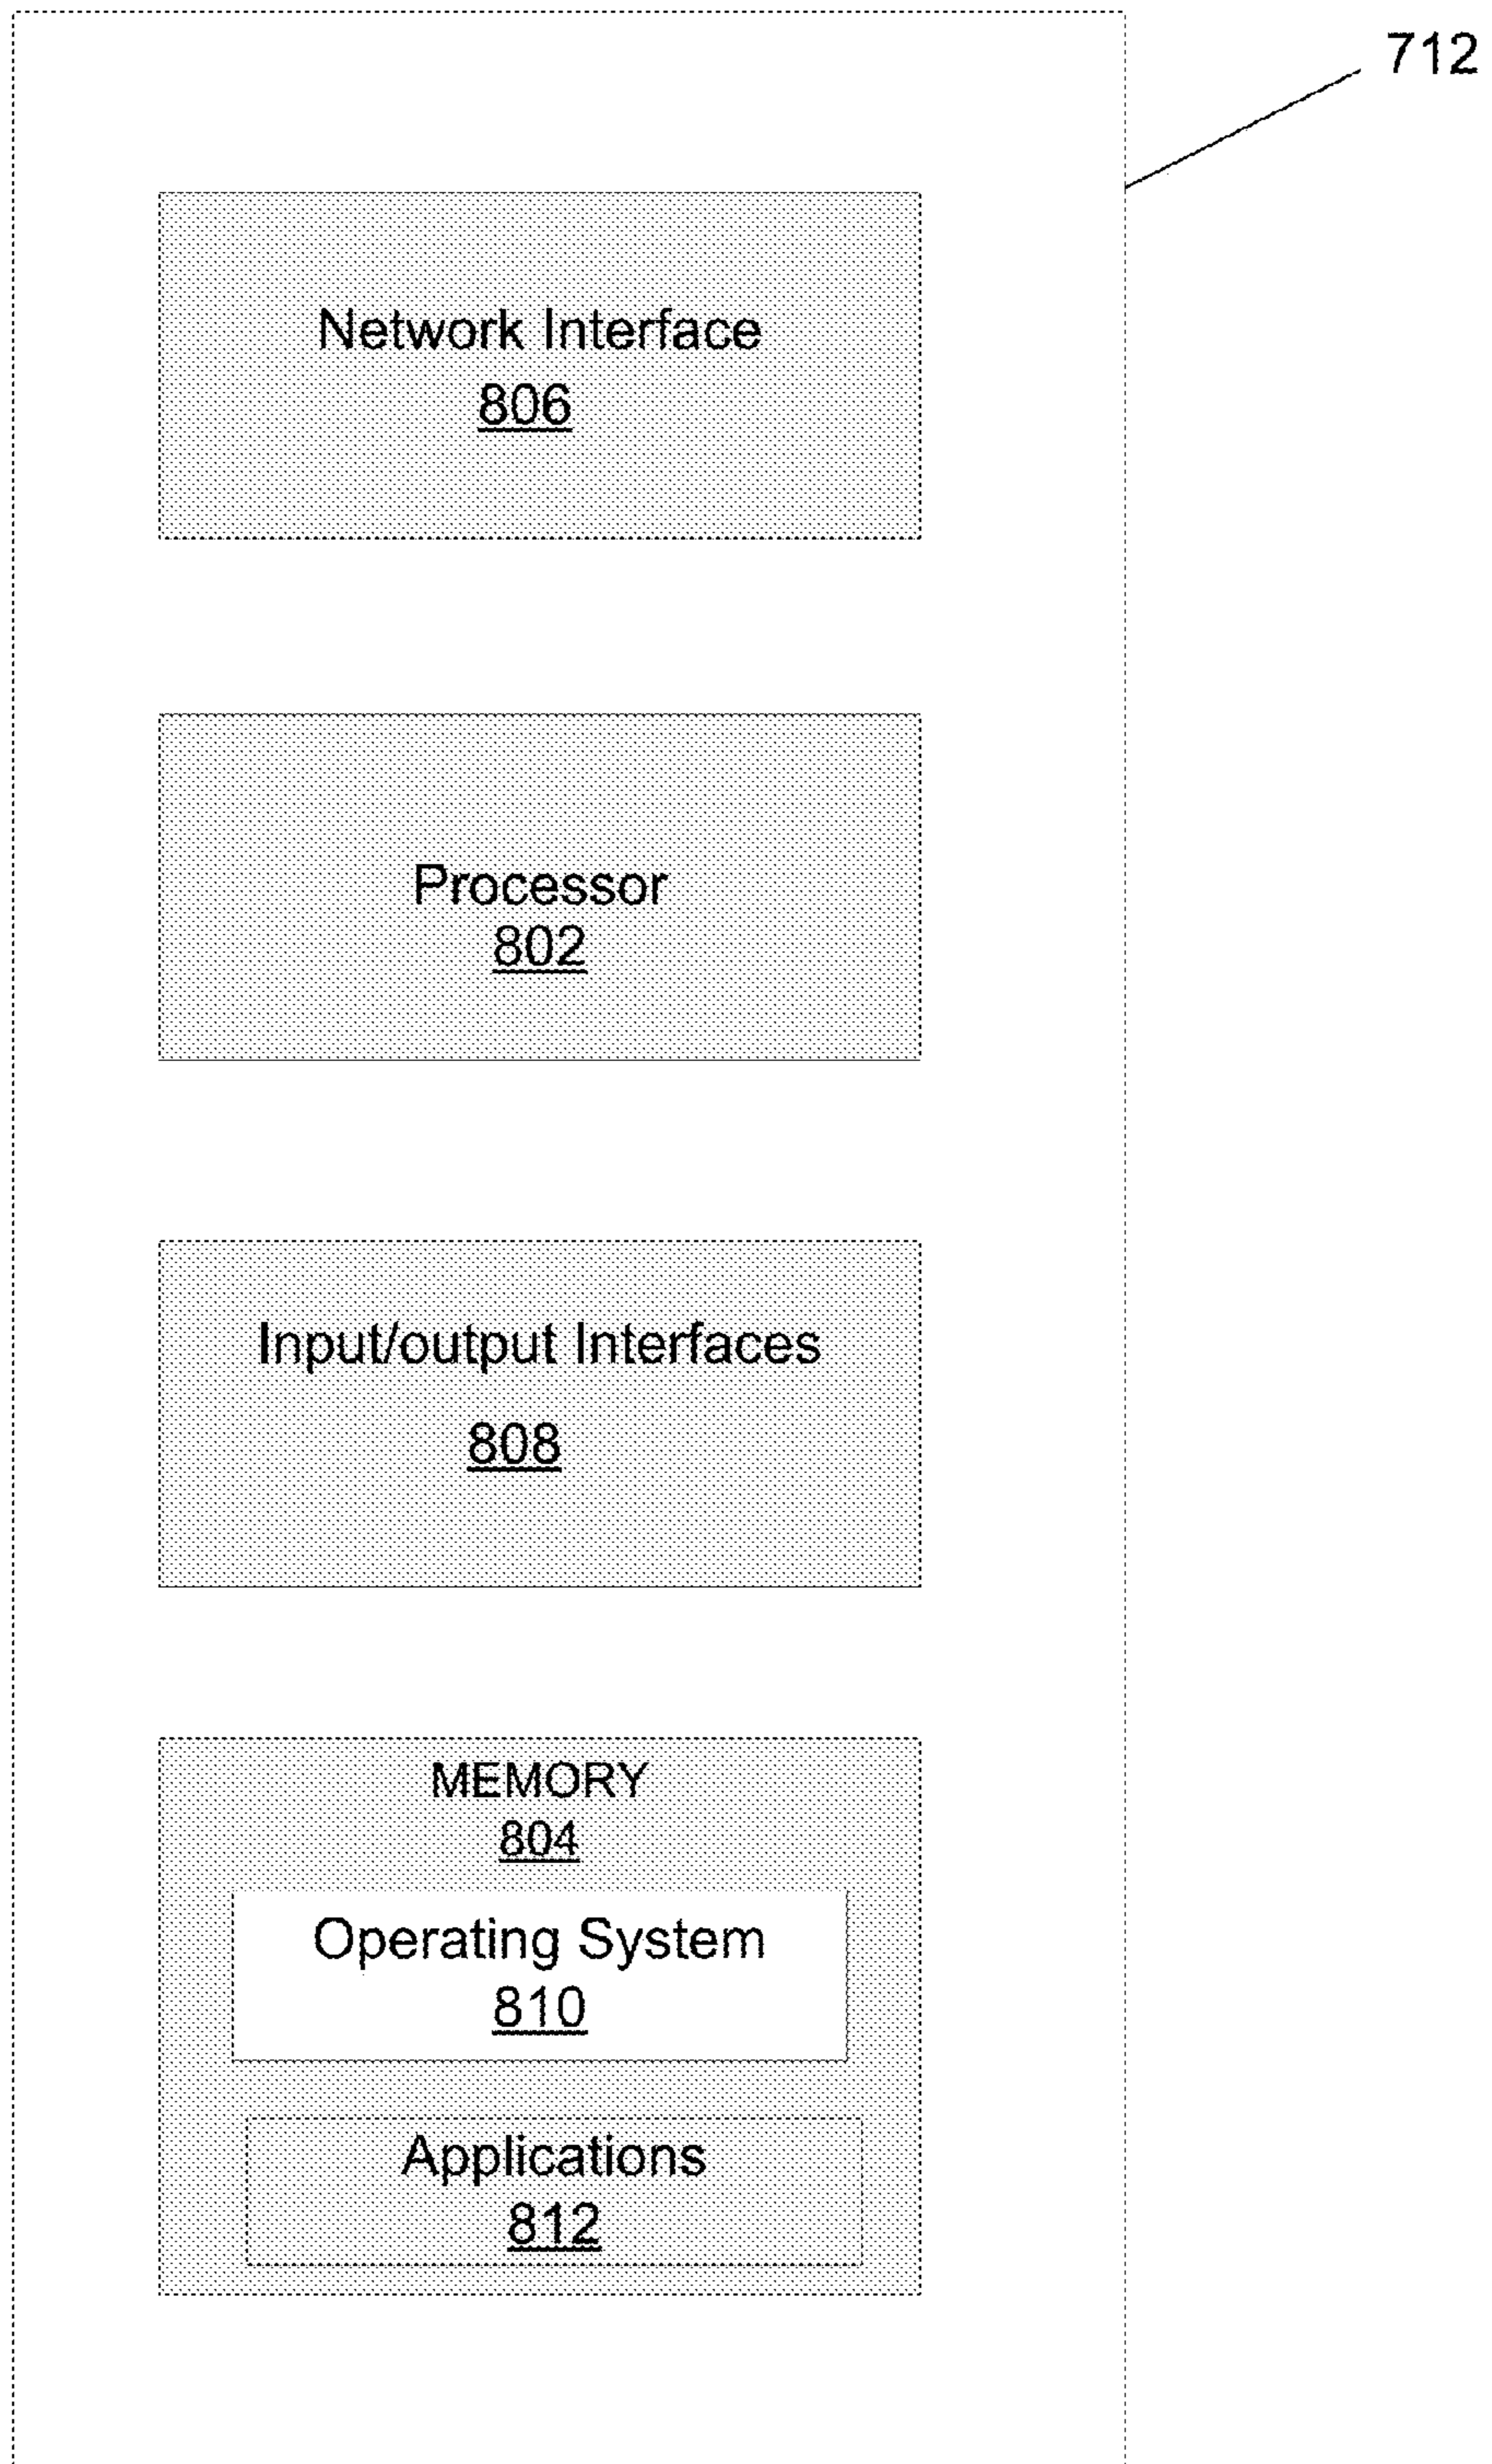 712
Network Interface
806
Processor
802
Input/output Interfaces
808
MEMORY
804
Operating System
810
Applications
812